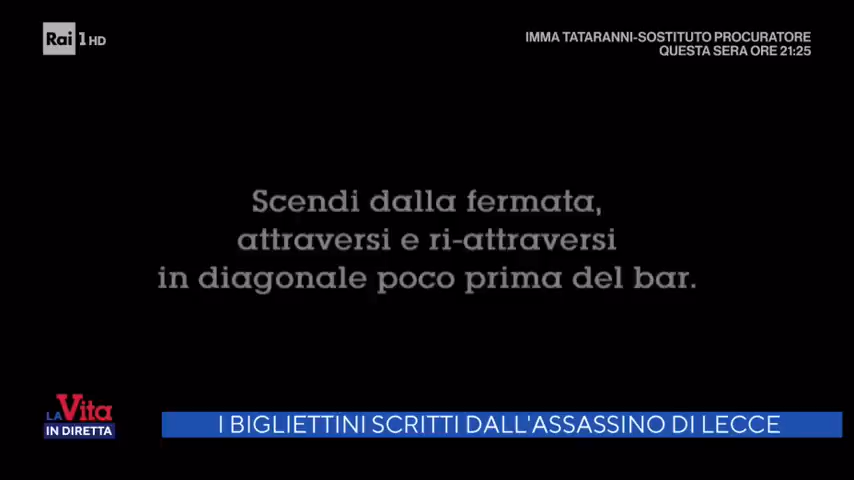 Rai 1 HD
IMMA TATARANNI-SOSTITUTO PROCURATORE
QUESTA SERA ORE 21:25
Scendi dalla fermata,
attraversi e ri-attraversi
in diagonale poco prima del bar.
LA Vita
IN DIRETTA
I BIGLIETTINI SCRITTI DALL'ASSASSINO DI LECCE